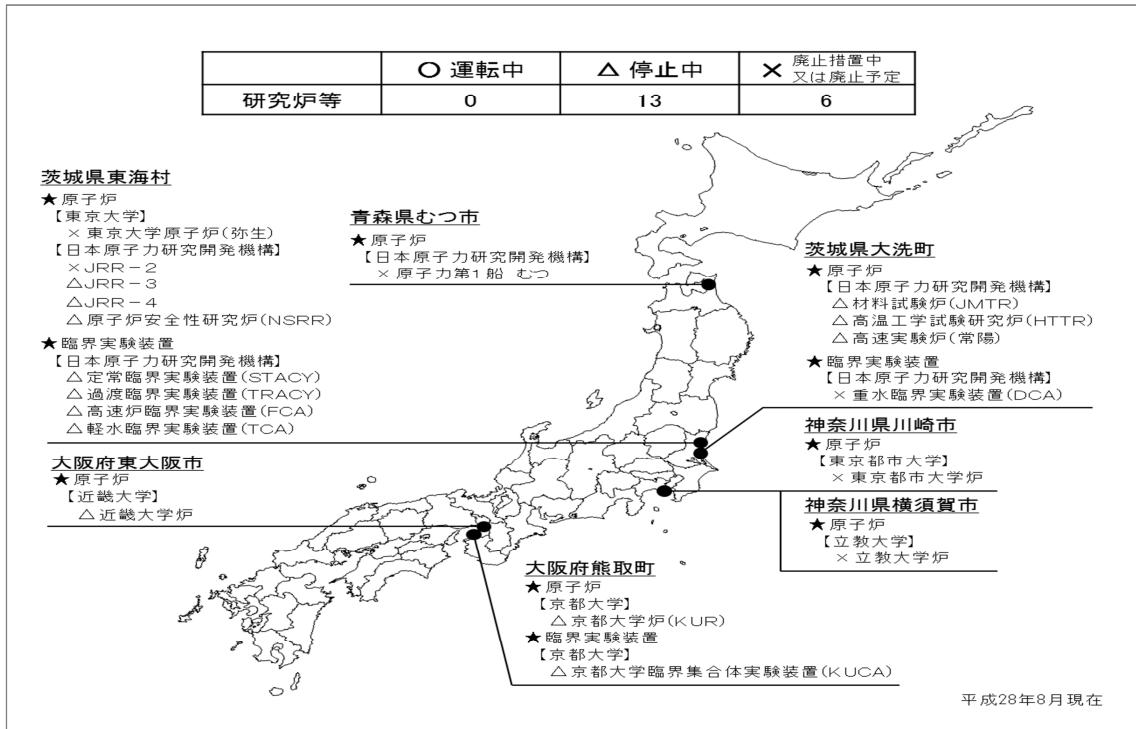 ○ 運転中 △ 停止中 × 廃止措置中
又は廃止予定
研究炉等 0 13 6
茨城県東海村
★原子炉
【東京大学】
×東京大学原子炉(弥生)
【日本原子力研究開発機構】
×JRR-2
△JRR-3
△JRR-4
△原子炉安全性研究炉(NSRR)
★臨界実験装置
【日本原子力研究開発機構】
△定常臨界実験装置(STACY)
△過渡臨界実験装置(TRACY)
△高速炉臨界実験装置(FCA)
△軽水臨界実験装置(TCA)
大阪府東大阪市
★原子炉
【近畿大学】
△近畿大学炉
青森県むつ市
★原子炉
【日本原子力研究開発機構】
×原子力第1船 むつ
茨城県大洗町
★原子炉
【日本原子力研究開発機構】
△材料試験炉(JMTR)
△高温工学試験研究炉(HTTR)
△高速実験炉(常陽)
★臨界実験装置
【日本原子力研究開発機構】
×重水臨界実験装置(DCA)
神奈川県川崎市
★原子炉
【東京都市大学】
×東京都市大学炉
神奈川県横須賀市
★原子炉
【立教大学】
×立教大学炉
大阪府熊取町
★原子炉
【京都大学】
△京都大学炉(KUR)
★臨界実験装置
【京都大学】
△京都大学臨界集合体実験装置(KUCA)
平成28年8月現在